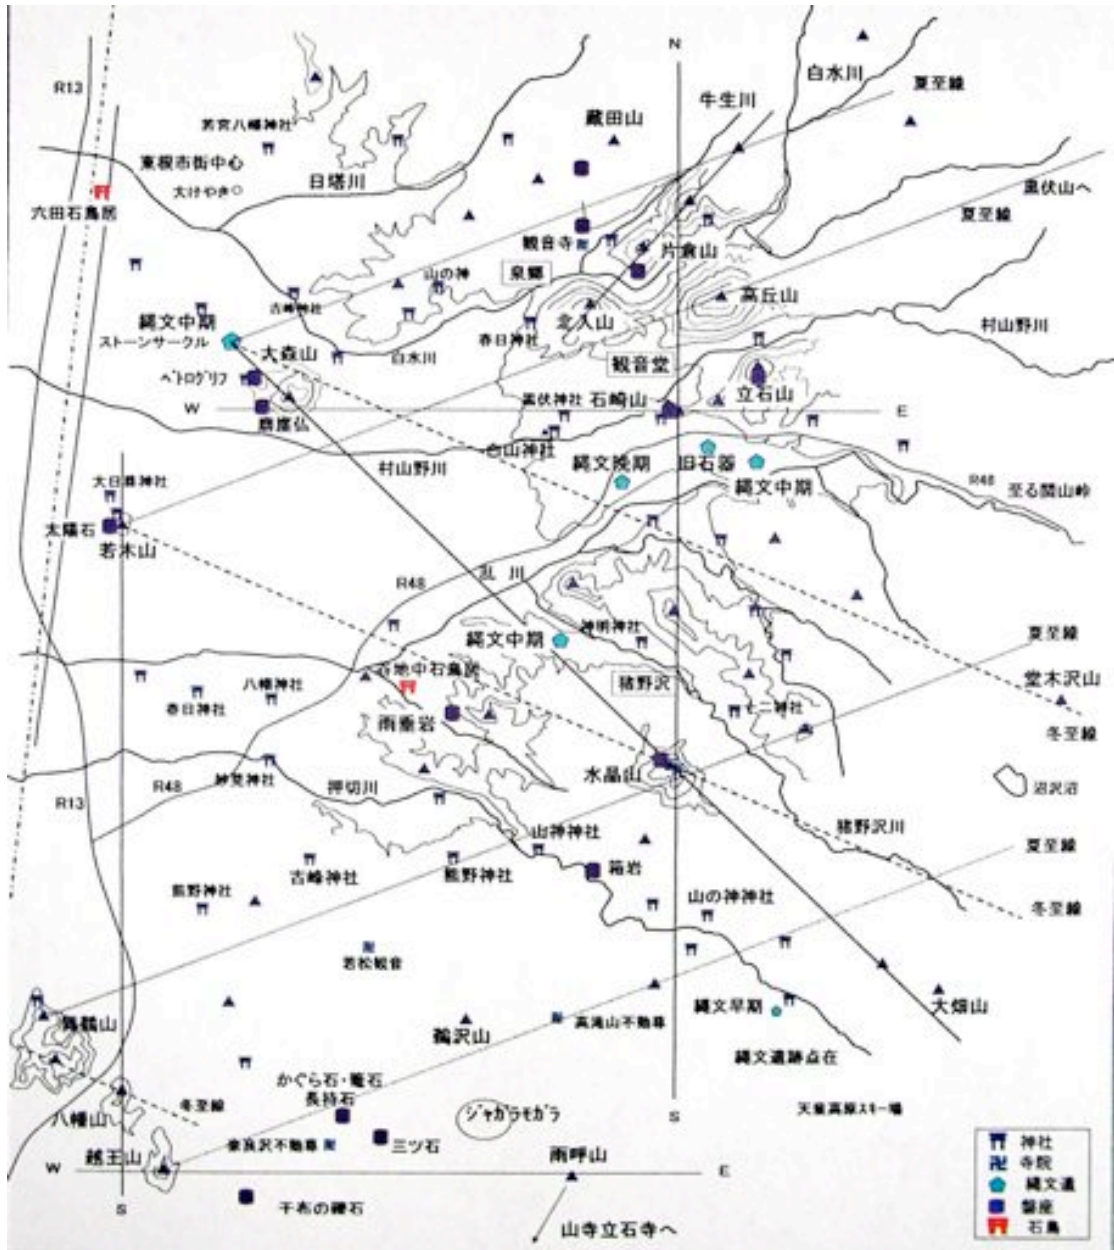 N
白水川
夏至線
牛生川
R13
蔵田山
若宮八幡神社
東根市街中心
大けやき
日塔川
六田石鳥居
黒伏山へ
夏至線
観音寺
片倉山
泉郷
山の神
高丘山
古峰神社
縄文中期
ストーンサークル
北入山
村山野川
大森山
白水川
春日神社
観音堂
ペトログリフ
立石山
W
黒伏神社
石崎山
E
磨崖仏
白山神社
村山野川
縄文晩期
旧石器
縄文中期
R48
至る関山峠
大日尊神社
太陽石
若木山
乱川
R48
縄文中期
神明神社
夏至線
石鳥居
猪野沢
堂木沢山
八幡神社
春日神社
雨垂岩
冬至線
水晶山
妙見神社
R48
押切川
沼沢沼
R13
猪野沢川
山神神社
夏至線
古峰神社
熊野神社
箱岩
熊野神社
山の神神社
冬至線
若松観音
縄文早期
大畑山
高滝山不動尊
鵜沢山
縄文遺跡点在
かぐら石・竜石
長持石
八幡山
冬至線
ジャガラモガラ
S
天童高原スキー場
越王山
奈良沢不動尊
三ツ石
雨呼山
W
E
S
干布の硯石
山寺立石寺へ
神社
寺院
縄文遺
磐座
石鳥